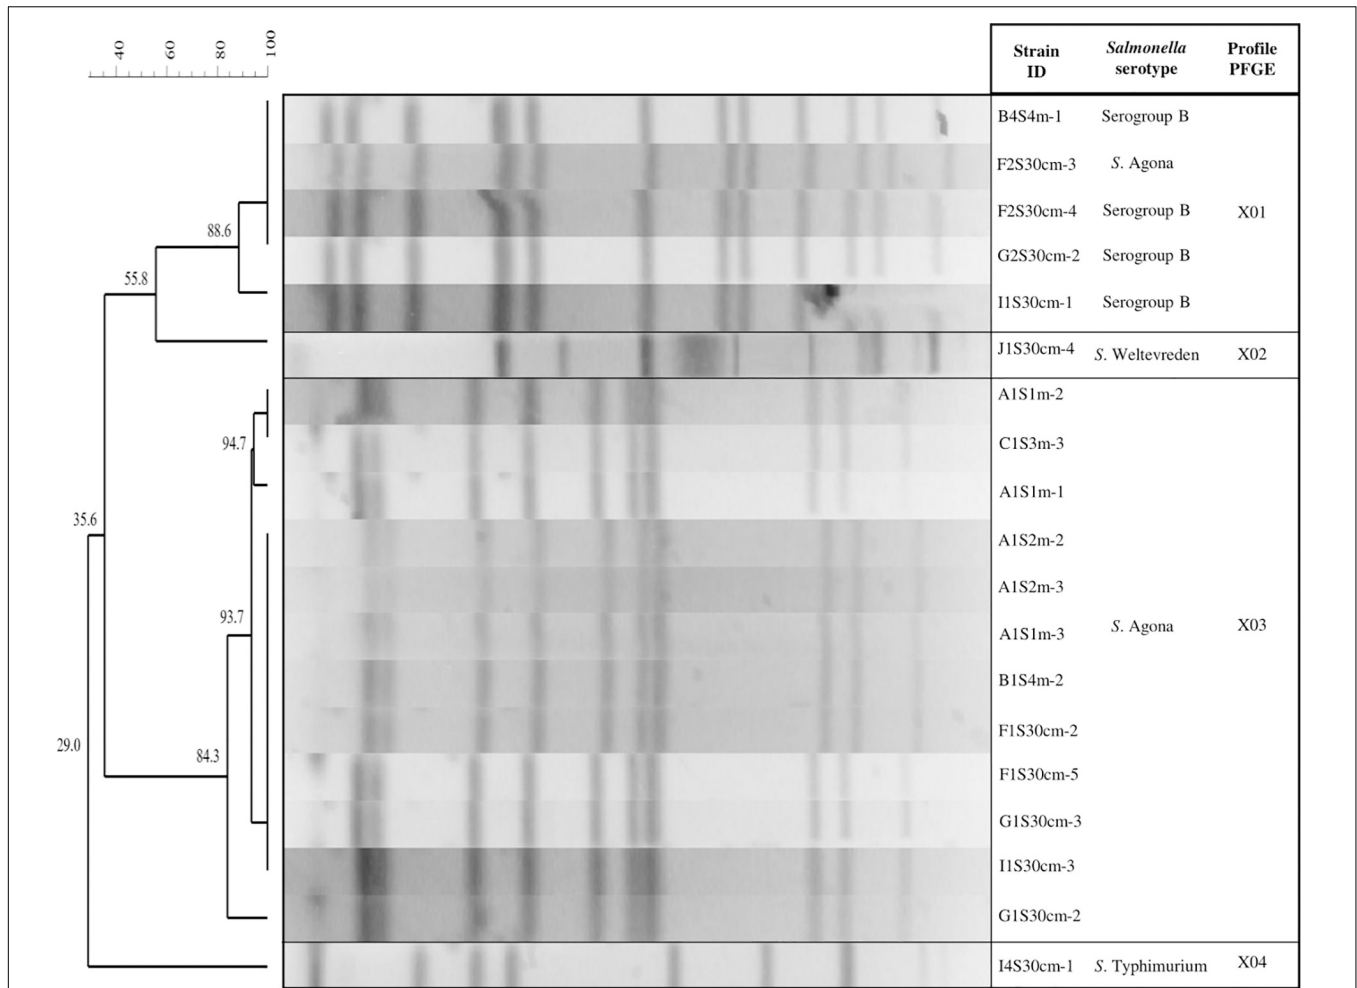 40
60
80
100
Strain ID
Salmonella serotype
Profile PFGE
B4S4m-1 Serogroup B
F2S30cm-3 S. Agona
88.6 F2S30cm-4 Serogroup B X01
G2S30cm-2 Serogroup B
55.8
I1S30cm-1 Serogroup B
J1S30cm-4 S. Weltevreden X02
A1S1m-2
94.7 C1S3m-3
A1S1m-1
35.6
A1S2m-2
A1S2m-3
93.7 A1S1m-3 S. Agona X03
B1S4m-2
29.0 F1S30cm-2
84.3 F1S30cm-5
G1S30cm-3
I1S30cm-3
G1S30cm-2
I4S30cm-1 S. Typhimurium X04